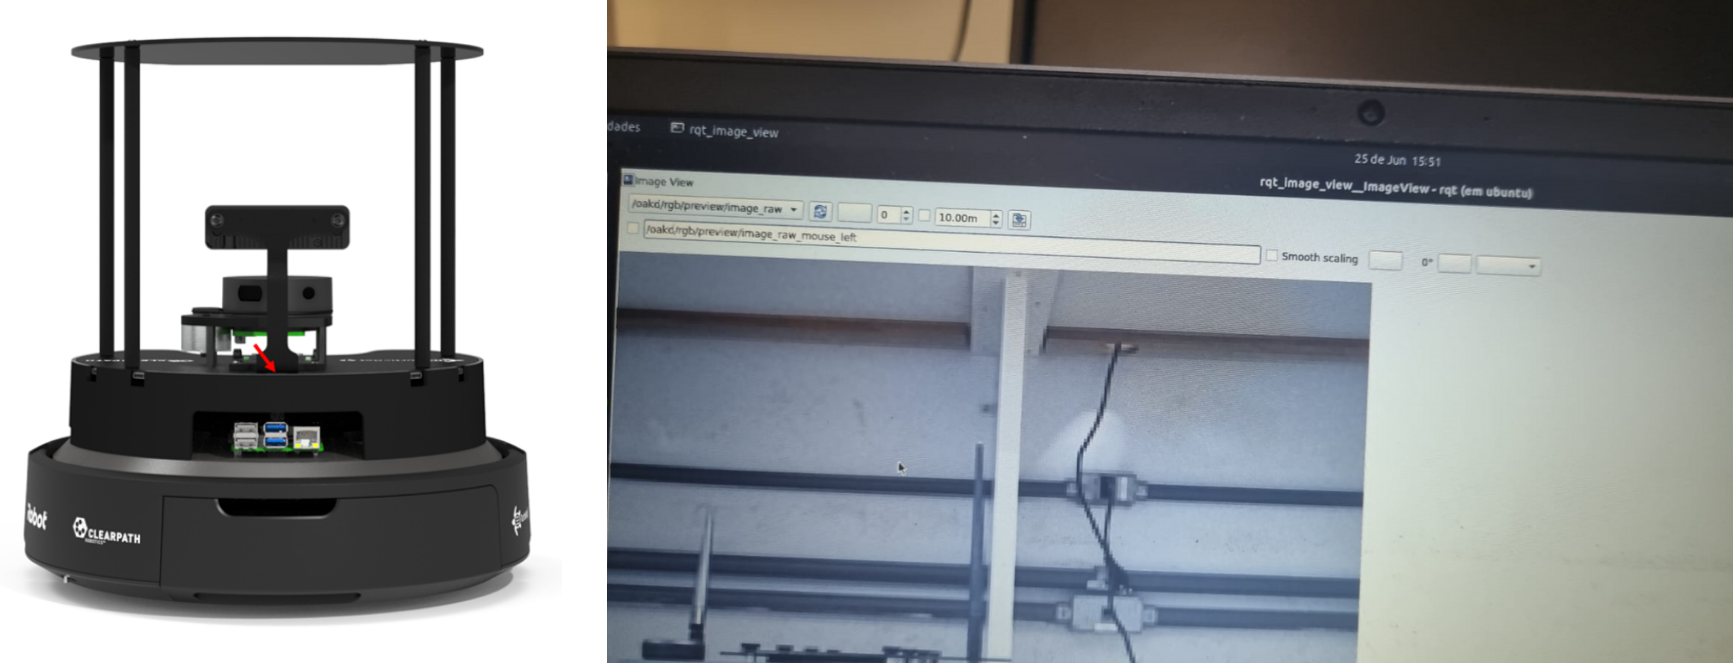 CLEARPATH
ROBOTICS
dades rqt_image_view
25 de Jun 15:51
rqt_image_view__ImageView - rqt (em ubuntu)
Image View
/oakd/rgb/preview/image_raw 0 10.00m
/oakd/rgb/preview/image_raw_mouse_left Smooth scaling 0°